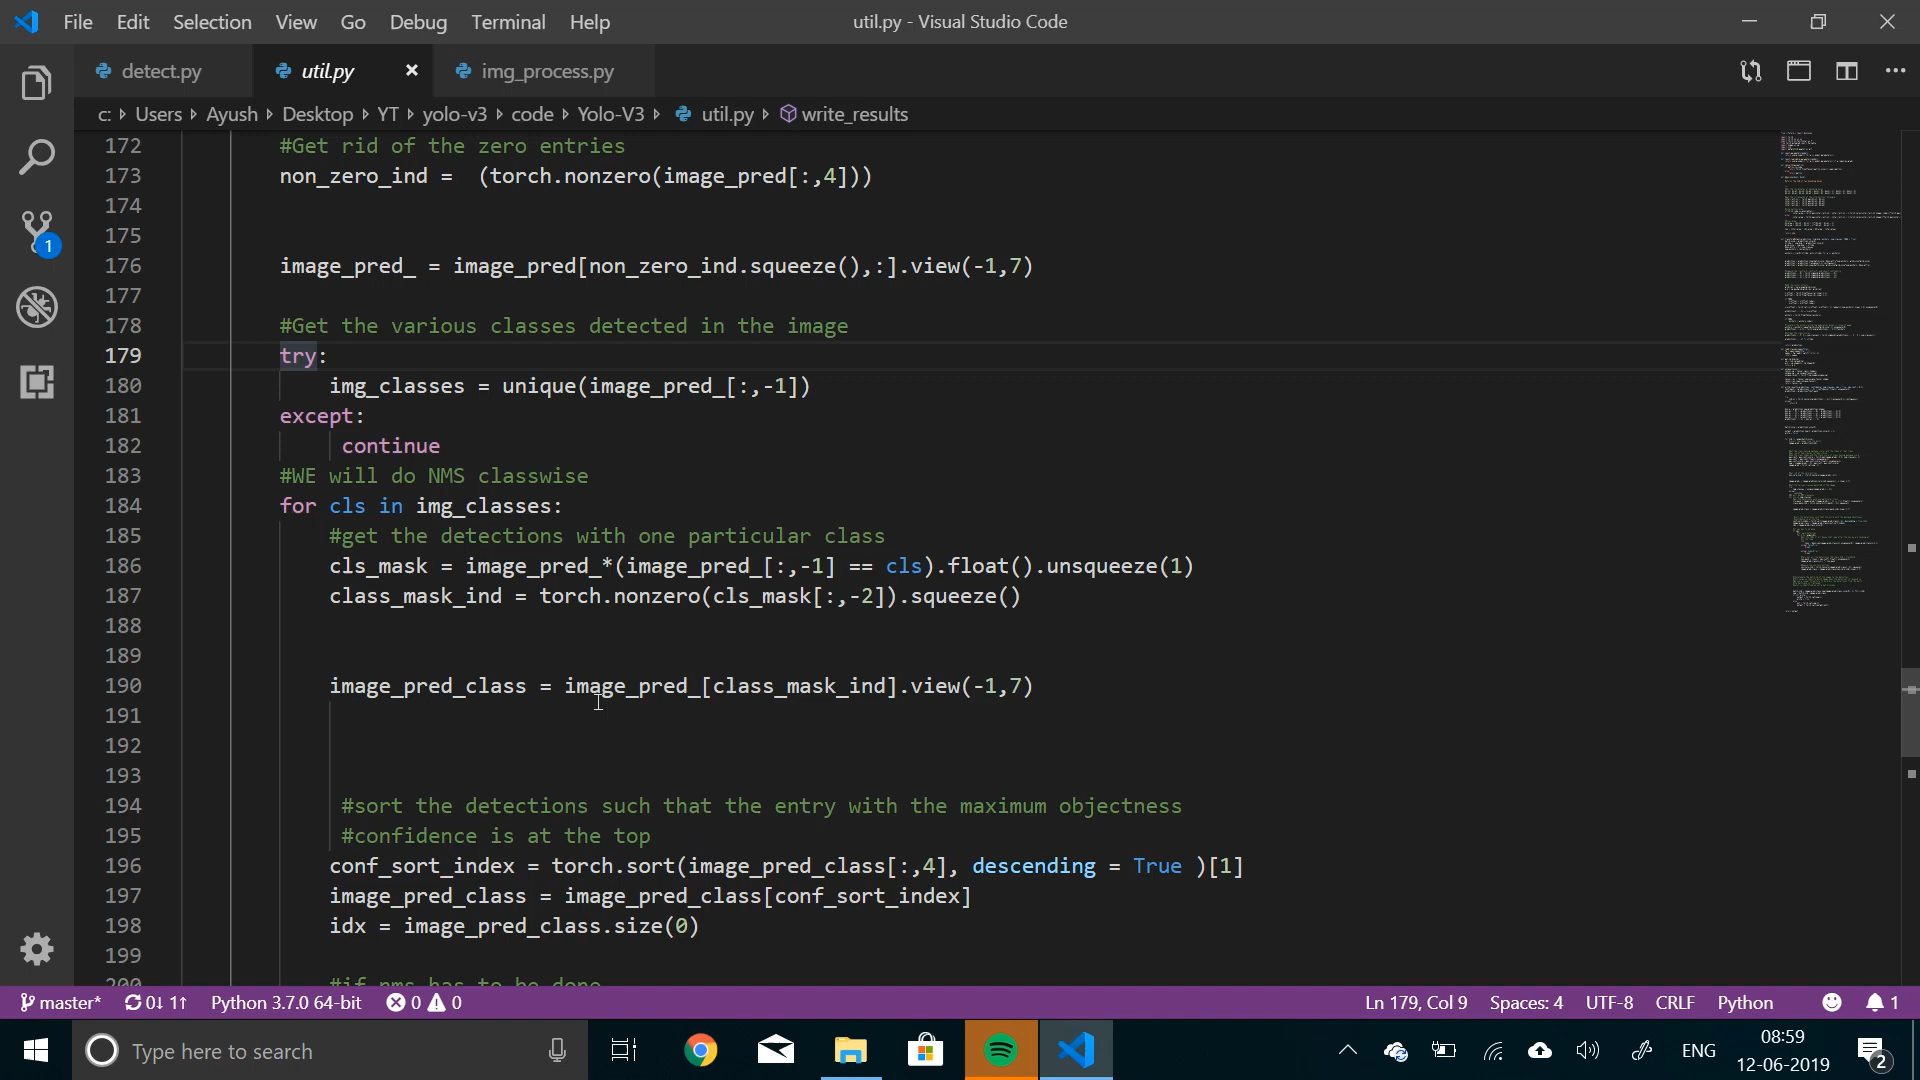 File Edit Selection View Go Debug Terminal Help util.py - Visual Studio Code
detect.py util.py img_process.py
c: Users Ayush Desktop YT yolo-v3 code Yolo-V3 util.py write_results
172 #Get rid of the zero entries
173 non_zero_ind = (torch.nonzero(image_pred[:,4]))
174
175
176 image_pred_ = image_pred[non_zero_ind.squeeze(),:].view(-1,7)
177
178 #Get the various classes detected in the image
179 try:
180 img_classes = unique(image_pred_[:,-1])
181 except:
182 continue
183 #WE will do NMS classwise
184 for cls in img_classes:
185 #get the detections with one particular class
186 cls_mask = image_pred_*(image_pred_[:,-1] == cls).float().unsqueeze(1)
187 class_mask_ind = torch.nonzero(cls_mask[:,-2]).squeeze()
188
189
190 image_pred_class = image_pred_[class_mask_ind].view(-1,7)
191
192
193
194 #sort the detections such that the entry with the maximum objectness
195 #confidence is at the top
196 conf_sort_index = torch.sort(image_pred_class[:,4], descending = True )[1]
197 image_pred_class = image_pred_class[conf_sort_index]
198 idx = image_pred_class.size(0)
199
200 #if nms has to be done
master* 0↓ 1↑ Python 3.7.0 64-bit 0 0 Ln 179, Col 9 Spaces: 4 UTF-8 CRLF Python 1
Type here to search ENG 08:59
12-06-2019 2